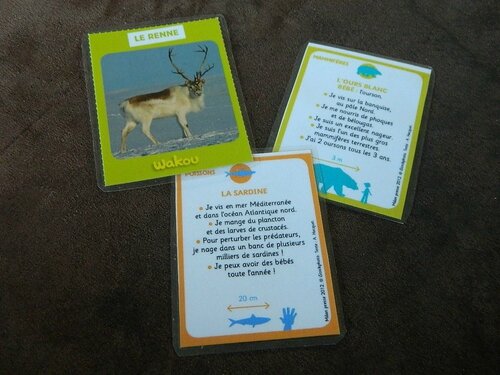 LE RENNE
wakou
MAMMIFÈRES
L'OURS BLANC
BÉBÉ : l'ourson.
• Je vis sur la banquise,
au pôle Nord.
• Je me nourris de phoques
et de bélougas.
• Je suis un excellent nageur.
• Je suis l'un des plus gros
mammifères terrestres.
• J'ai 2 oursons tous les 3 ans.
3 m
POISSONS
LA SARDINE
• Je vis en mer Méditerranée
et dans l'océan Atlantique nord.
• Je mange du plancton
et des larves de crustacés.
• Pour perturber les prédateurs,
je nage dans un banc de plusieurs
milliers de sardines !
• Je peux avoir des bébés
toute l'année !
20 cm